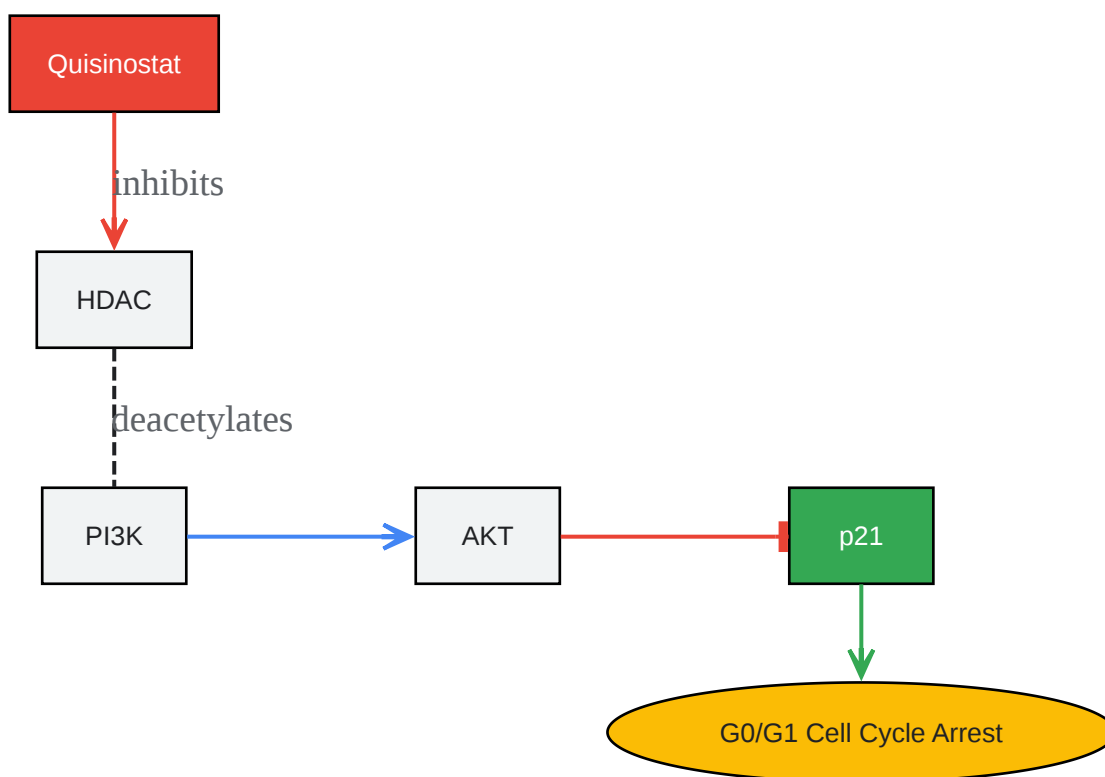 Quisinostat
inhibits
HDAC
deacetylates
PI3K
AKT
p21
G0/G1 Cell Cycle Arrest